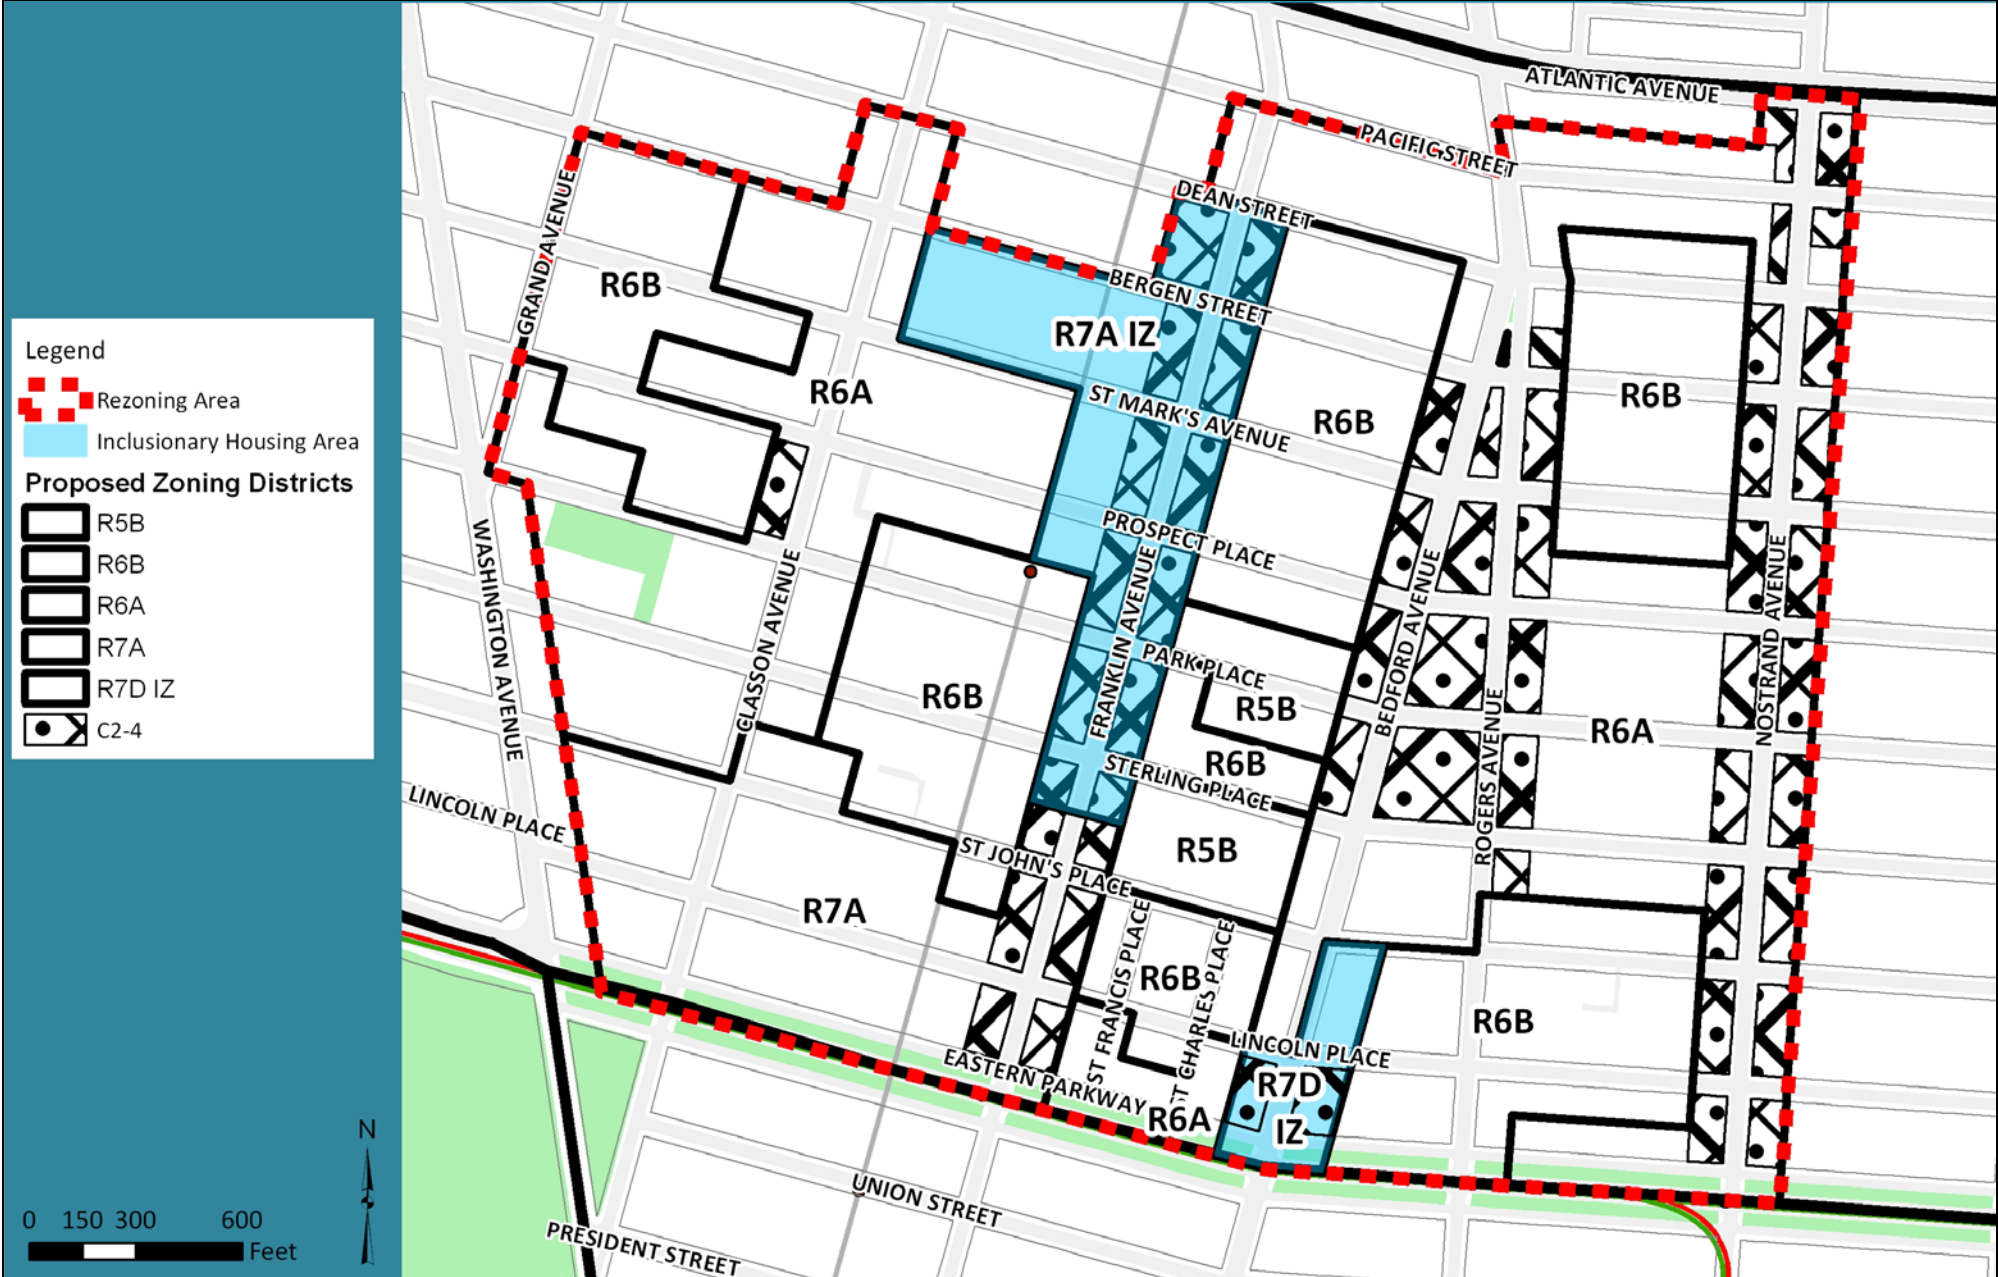 ATLANTIC AVENUE
PACIFIC STREET
DEAN STREET
GRAND AVENUE
R6B
BERGEN STREET
R7A IZ
Legend
Rezoning Area
Inclusionary Housing Area
Proposed Zoning Districts
R5B
R6B
R6A
R7A
R7D IZ
C2-4
R6A
ST MARK'S AVENUE
R6B
R6B
PROSPECT PLACE
WASHINGTON AVENUE
CLASSON AVENUE
FRANKLIN AVENUE
BEDFORD AVENUE
ROGERS AVENUE
NOSTRAND AVENUE
PARK PLACE
R6B
R5B
R6B
R6A
STERLING PLACE
LINCOLN PLACE
R5B
ST JOHN'S PLACE
R7A
ST FRANCIS PLACE
ST CHARLES PLACE
R6B
R6B
LINCOLN PLACE
EASTERN PARKWAY
R7D
IZ
R6A
UNION STREET
PRESIDENT STREET
N
0 150 300 600
Feet